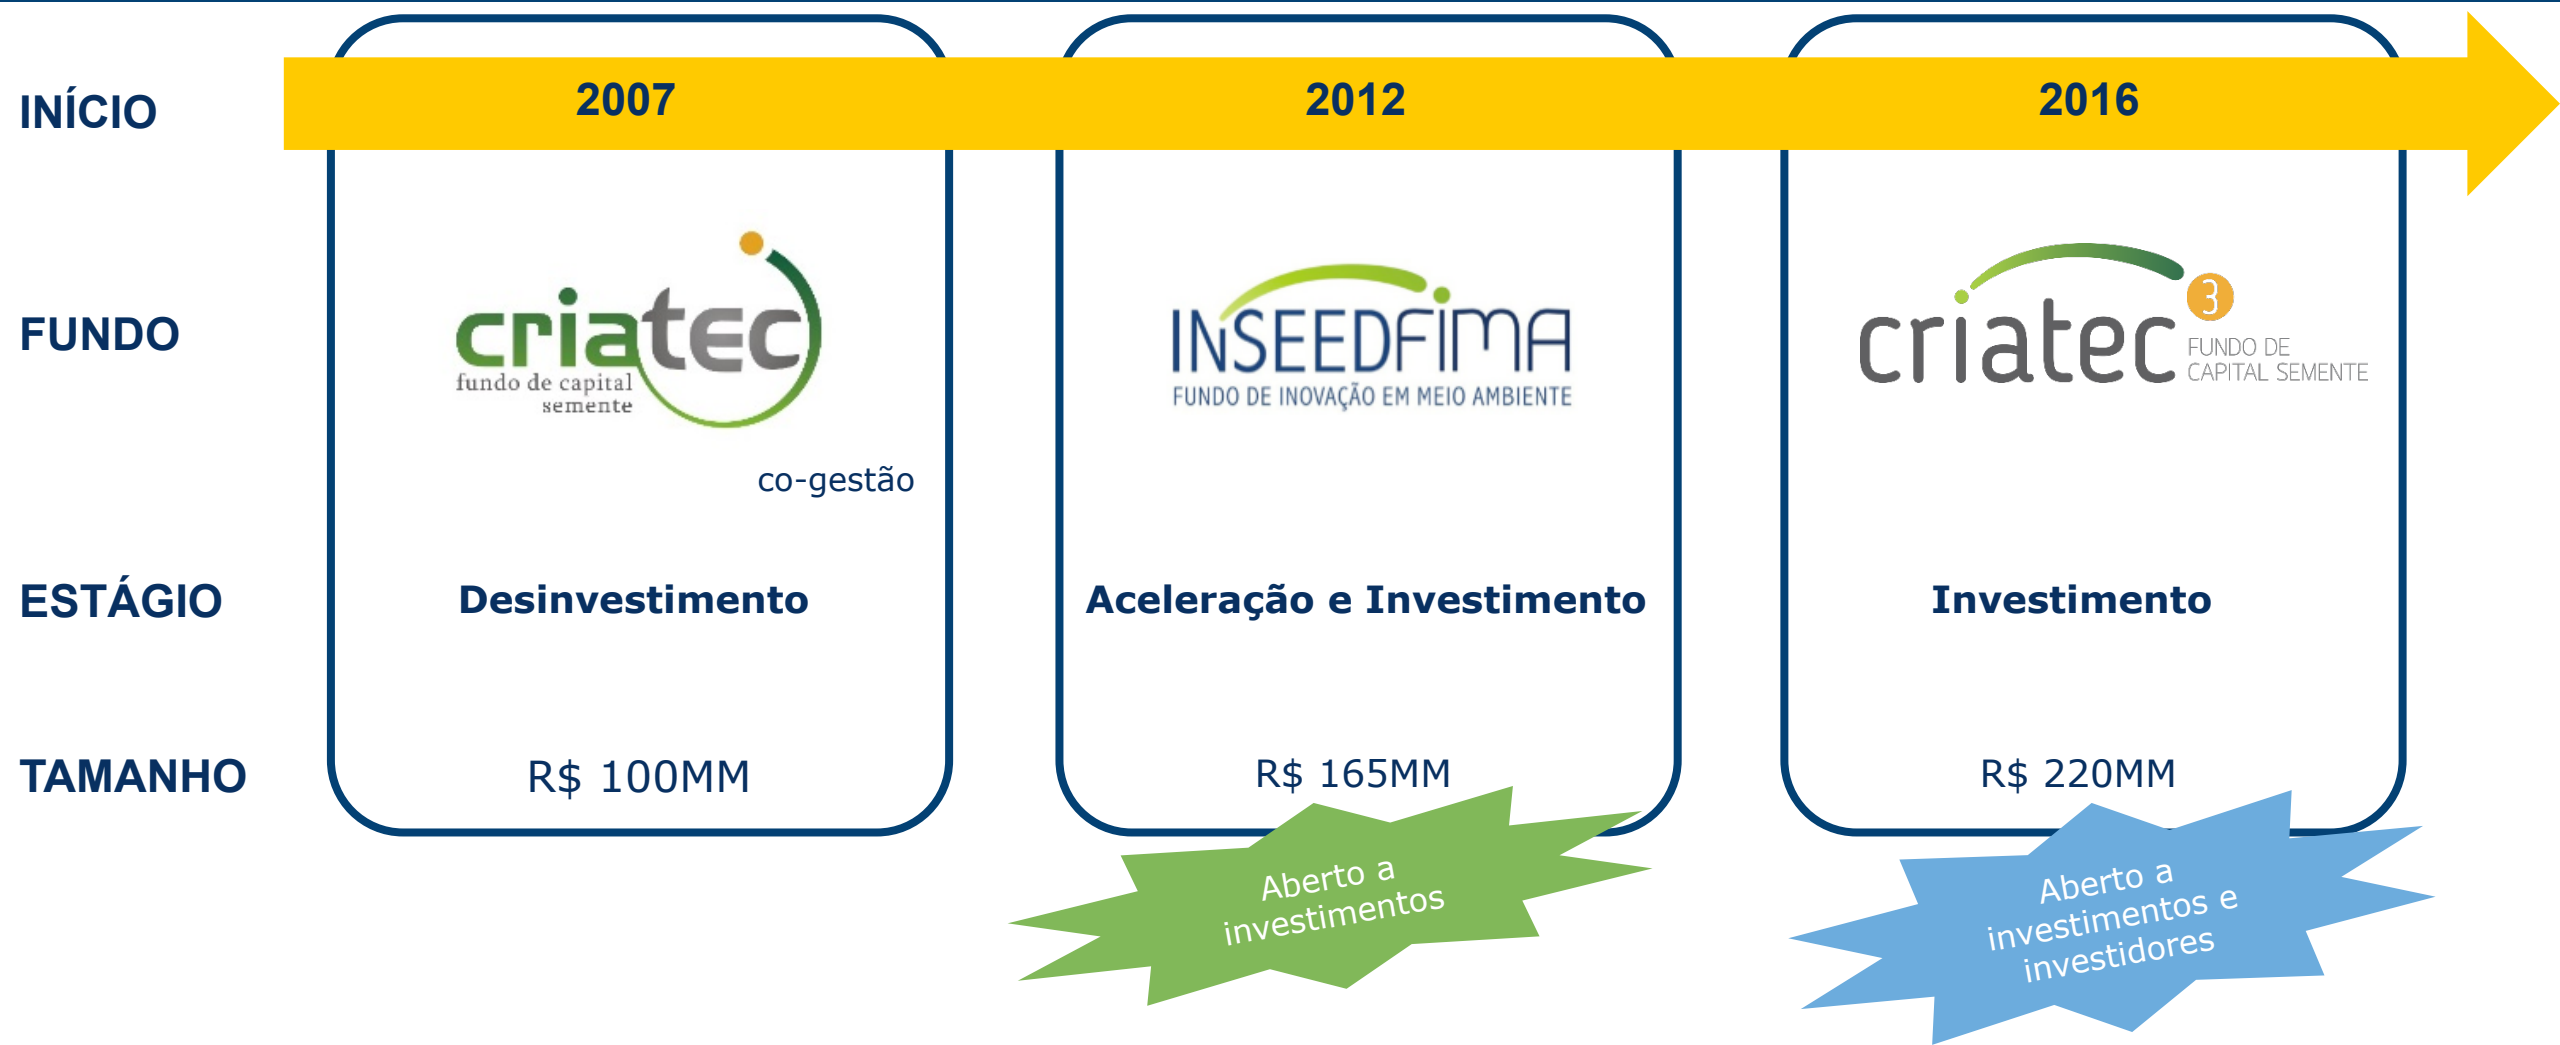 INÍCIO
2007
2012
2016
FUNDO
criatec
fundo de capital
semente
co-gestão
INSEEDFIMA
FUNDO DE INOVAÇÃO EM MEIO AMBIENTE
criatec 3
FUNDO DE
CAPITAL SEMENTE
ESTÁGIO
Desinvestimento
Aceleração e Investimento
Investimento
TAMANHO
R$ 100MM
R$ 165MM
R$ 220MM
Aberto a
investimentos
Aberto a
investimentos e
investidores